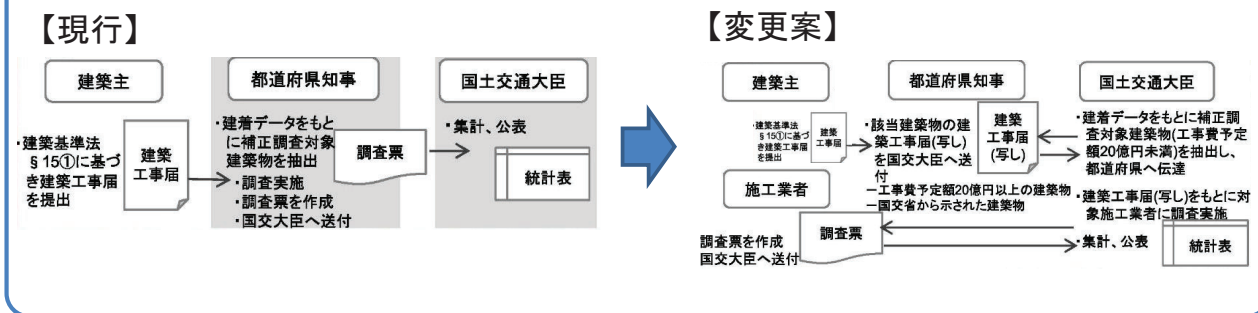 【現行】
建築主
都道府県知事
国土交通大臣
・建築基準法
§15①に基づ
き建築工事届
を提出
建築
工事届
・建着データをもと
に補正調査対象
建築物を抽出
・調査実施
・調査票を作成
・国交大臣へ送付
調査票
・集計、公表
統計表
【変更案】
建築主
都道府県知事
国土交通大臣
・建築基準法
§15①に基づ
き建築工事届
を提出
建築
工事届
・該当建築物の建
築工事届(写し)
を国交大臣へ送
付
－工事費予定額20億円以上の建築物
－国交省から示された建築物
建築
工事届
(写し)
・建着データをもとに補正調
査対象建築物(工事費予定
額20億円未満)を抽出し、
都道府県へ伝達
・建築工事届(写し)をもとに対
象施工業者に調査実施
施工業者
調査票を作成
国交大臣へ送付
調査票
・集計、公表
統計表